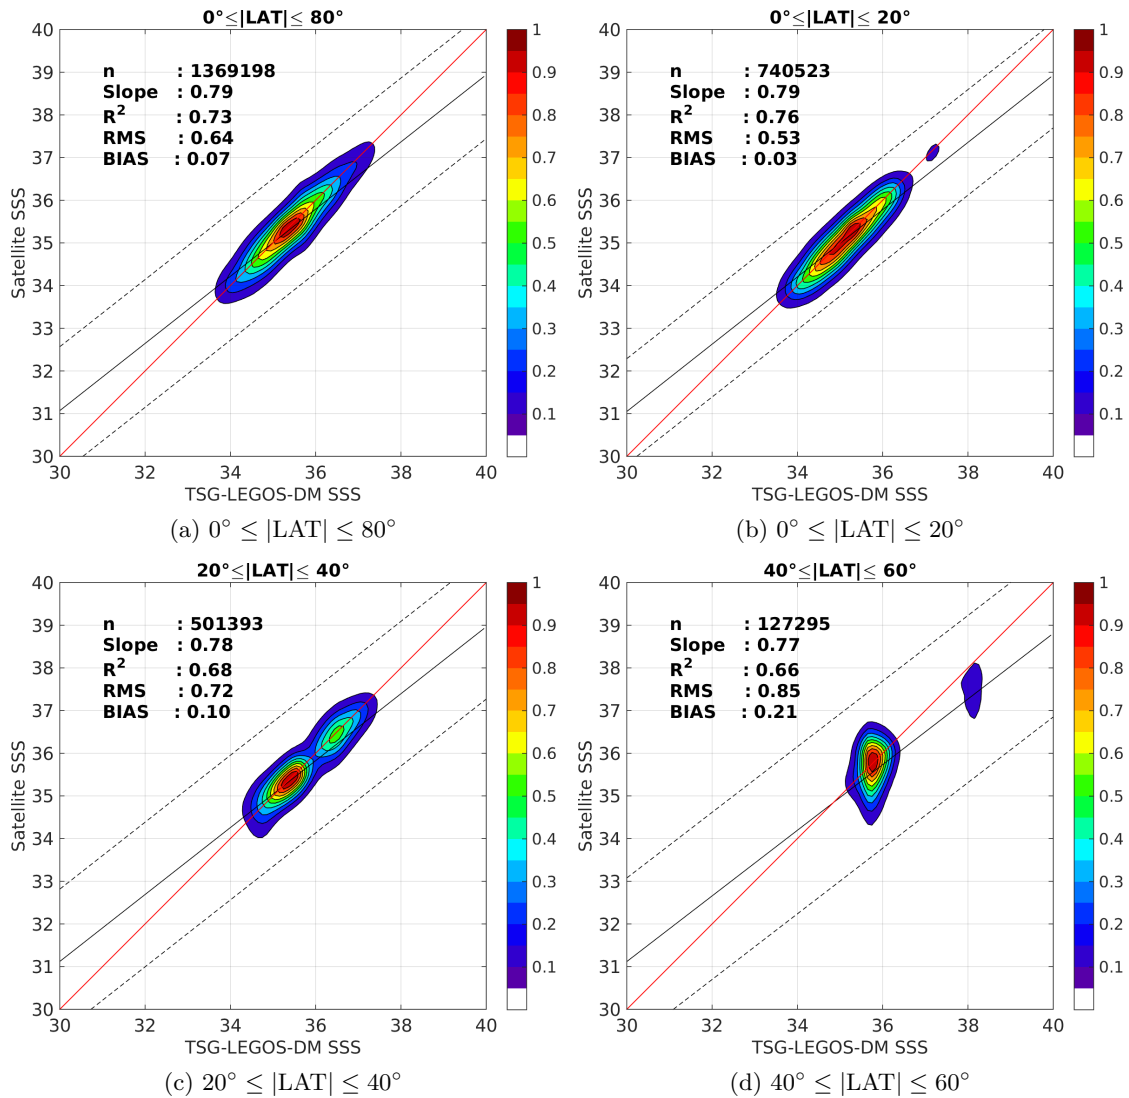 0°≤|LAT|≤ 80°
n : 1369198
Slope : 0.79
R² : 0.73
RMS : 0.64
BIAS : 0.07
Satellite SSS
40
39
38
37
36
35
34
33
32
31
30
30 32 34 36 38 40
TSG-LEGOS-DM SSS
1
0.9
0.8
0.7
0.6
0.5
0.4
0.3
0.2
0.1
(a) 0° ≤ |LAT| ≤ 80°
0°≤|LAT|≤ 20°
n : 740523
Slope : 0.79
R² : 0.76
RMS : 0.53
BIAS : 0.03
Satellite SSS
40
39
38
37
36
35
34
33
32
31
30
30 32 34 36 38 40
TSG-LEGOS-DM SSS
1
0.9
0.8
0.7
0.6
0.5
0.4
0.3
0.2
0.1
(b) 0° ≤ |LAT| ≤ 20°
20°≤|LAT|≤ 40°
n : 501393
Slope : 0.78
R² : 0.68
RMS : 0.72
BIAS : 0.10
Satellite SSS
40
39
38
37
36
35
34
33
32
31
30
30 32 34 36 38 40
TSG-LEGOS-DM SSS
1
0.9
0.8
0.7
0.6
0.5
0.4
0.3
0.2
0.1
(c) 20° ≤ |LAT| ≤ 40°
40°≤|LAT|≤ 60°
n : 127295
Slope : 0.77
R² : 0.66
RMS : 0.85
BIAS : 0.21
Satellite SSS
40
39
38
37
36
35
34
33
32
31
30
30 32 34 36 38 40
TSG-LEGOS-DM SSS
1
0.9
0.8
0.7
0.6
0.5
0.4
0.3
0.2
0.1
(d) 40° ≤ |LAT| ≤ 60°